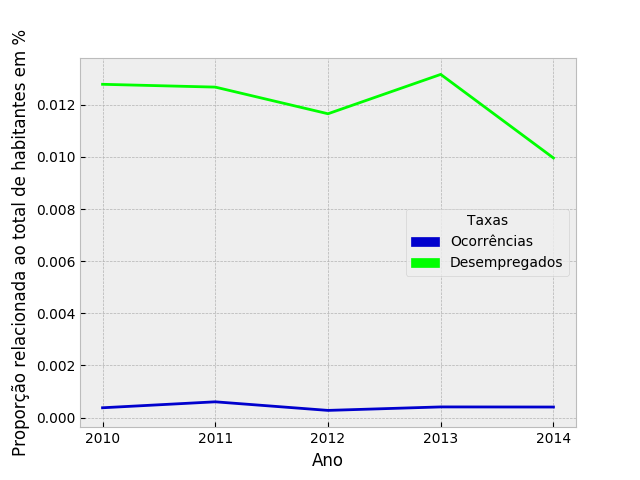 Proporção relacionada ao total de habitantes em %
0.012
0.010
0.008
0.006
0.004
0.002
0.000
Taxas
Ocorrências
Desempregados
2010 2011 2012 2013 2014
Ano